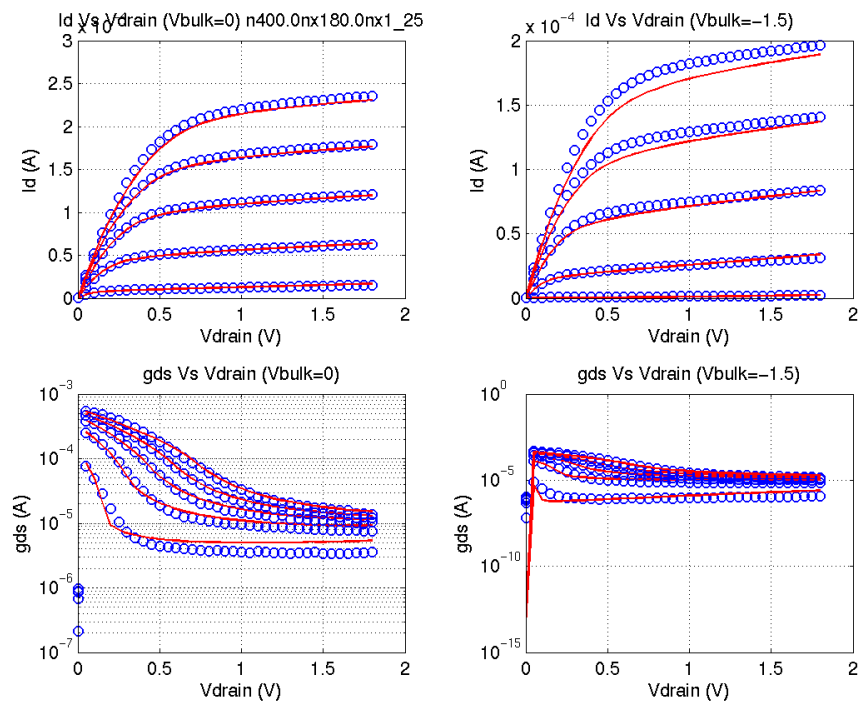 Id Vs Vdrain (Vbulk=0) n400.0nx180.0nx1_25
3
2.5
2
1.5
1
0.5
0
Id (A)
0 0.5 1 1.5 2
Vdrain (V)
Id Vs Vdrain (Vbulk=−1.5)
x 10^-4
2
1.5
1
0.5
0
Id (A)
0 0.5 1 1.5 2
Vdrain (V)
gds Vs Vdrain (Vbulk=0)
10^-3
10^-4
10^-5
10^-6
10^-7
gds (A)
0 0.5 1 1.5 2
Vdrain (V)
gds Vs Vdrain (Vbulk=−1.5)
10^0
10^-5
10^-10
10^-15
gds (A)
0 0.5 1 1.5 2
Vdrain (V)